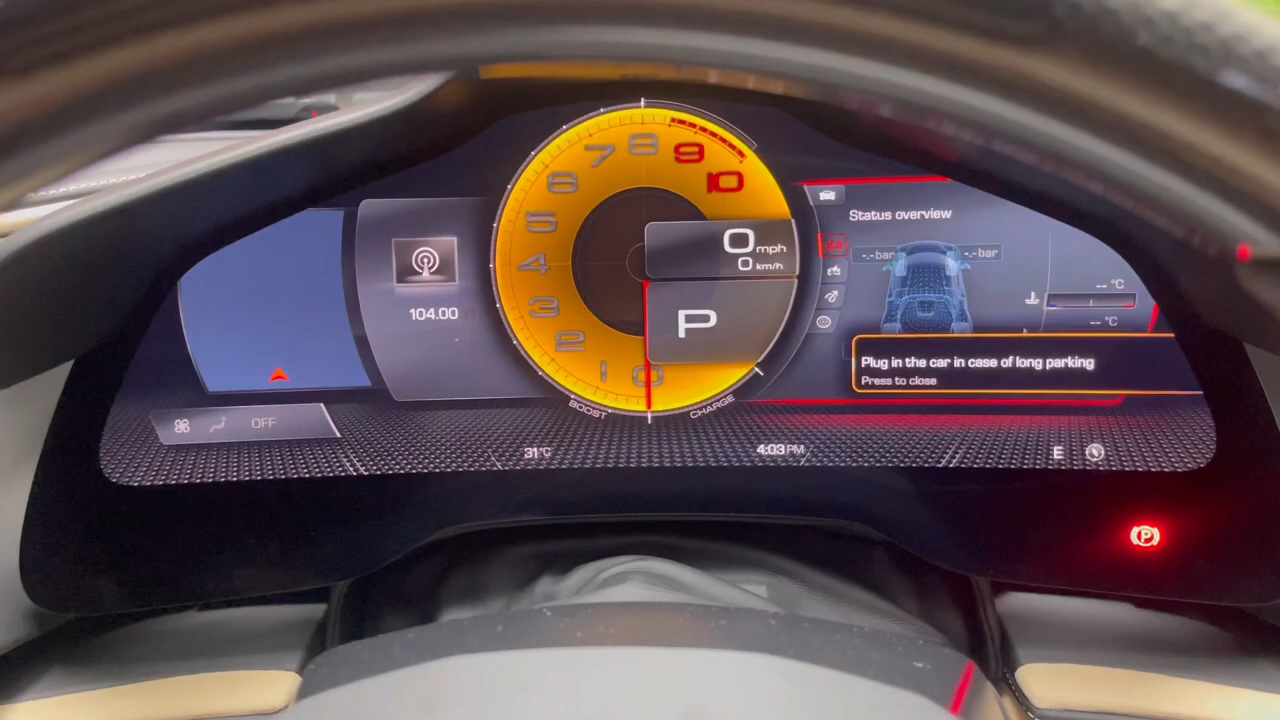 104.00
OFF
31°C
7 8 9
6 10
5
4
3
2
1 0
BOOST
CHARGE
0 mph
0 km/h
P
4:03 PM
Status overview
-.-bar
-.-bar
-- °C
-- °C
Plug in the car in case of long parking
Press to close
E
P